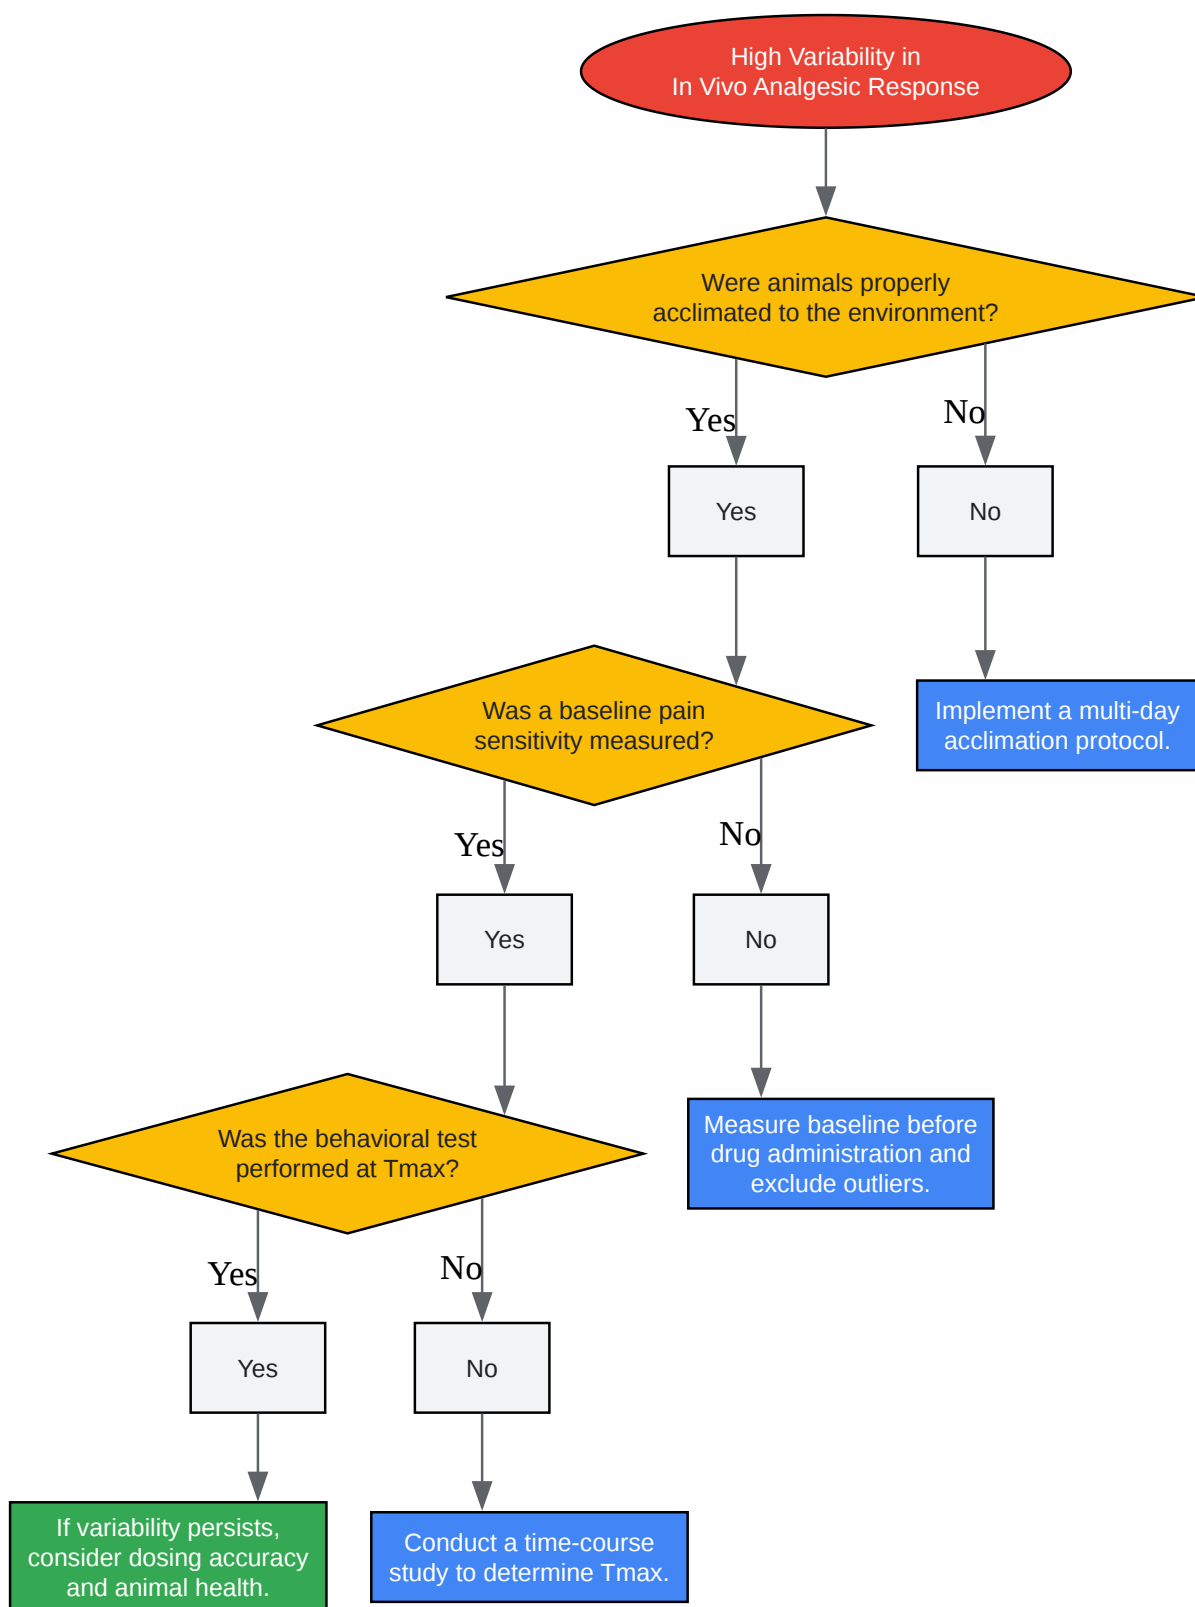 High Variability in
In Vivo Analgesic Response
Were animals properly
acclimated to the environment?
Yes
No
Yes
No
Was a baseline pain
sensitivity measured?
Implement a multi-day
acclimation protocol.
Yes
No
Yes
No
Was the behavioral test
performed at Tmax?
Measure baseline before
drug administration and
exclude outliers.
Yes
No
Yes
No
If variability persists,
consider dosing accuracy
and animal health.
Conduct a time-course
study to determine Tmax.